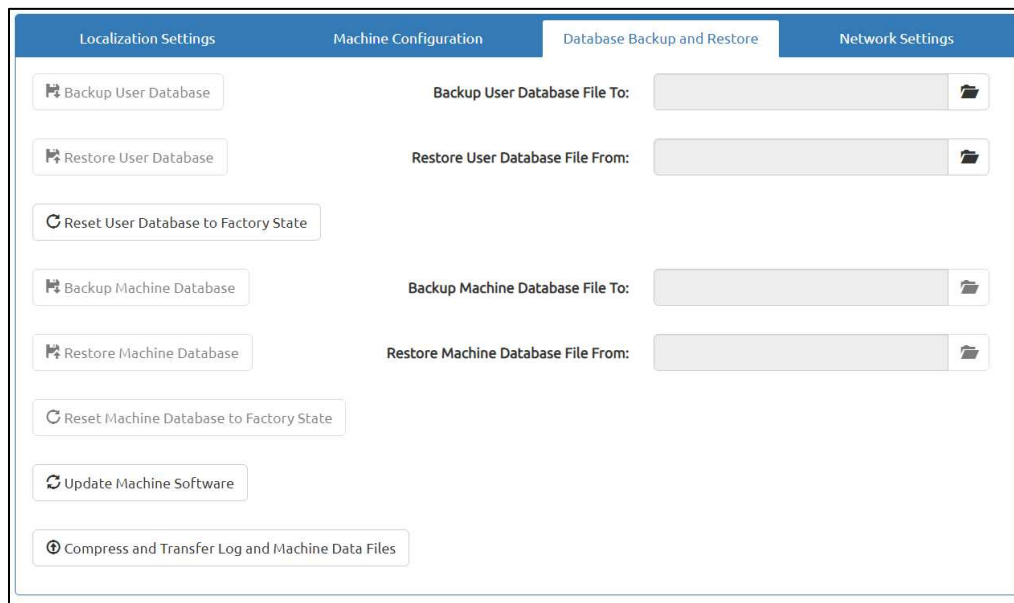 Localization Settings Machine Configuration Database Backup and Restore Network Settings
Backup User Database Backup User Database File To:
Restore User Database Restore User Database File From:
Reset User Database to Factory State
Backup Machine Database Backup Machine Database File To:
Restore Machine Database Restore Machine Database File From:
Reset Machine Database to Factory State
Update Machine Software
Compress and Transfer Log and Machine Data Files